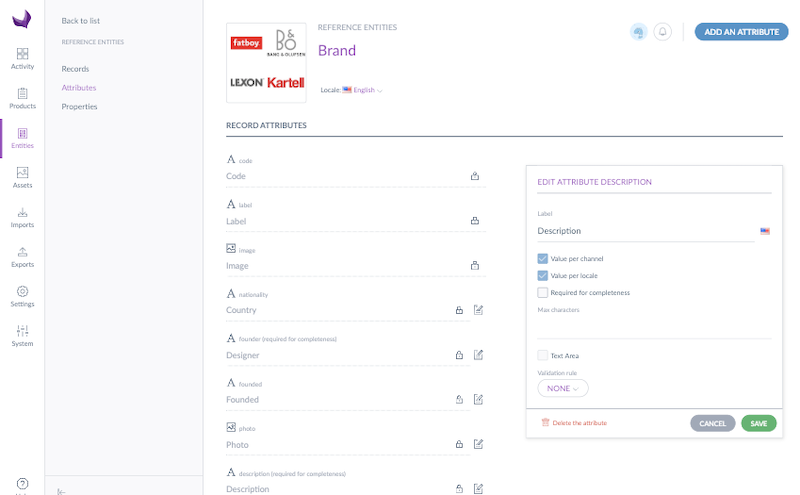 Back to list
REFERENCE ENTITIES
Records
Attributes
Properties
Activity
Products
Entities
Assets
Imports
Exports
Settings
System
fatboy
B&O
BANG & OLUFSEN
LEXON Kartell
REFERENCE ENTITIES
Brand
Locale: English
ADD AN ATTRIBUTE
RECORD ATTRIBUTES
A code
Code
A label
Label
image
Image
A nationality
Country
A founder (required for completeness)
Designer
A founded
Founded
photo
Photo
A description (required for completeness)
Description
EDIT ATTRIBUTE DESCRIPTION
Label
Description
Value per channel
Value per locale
Required for completeness
Max characters
Text Area
Validation rule
NONE
Delete the attribute
CANCEL
SAVE